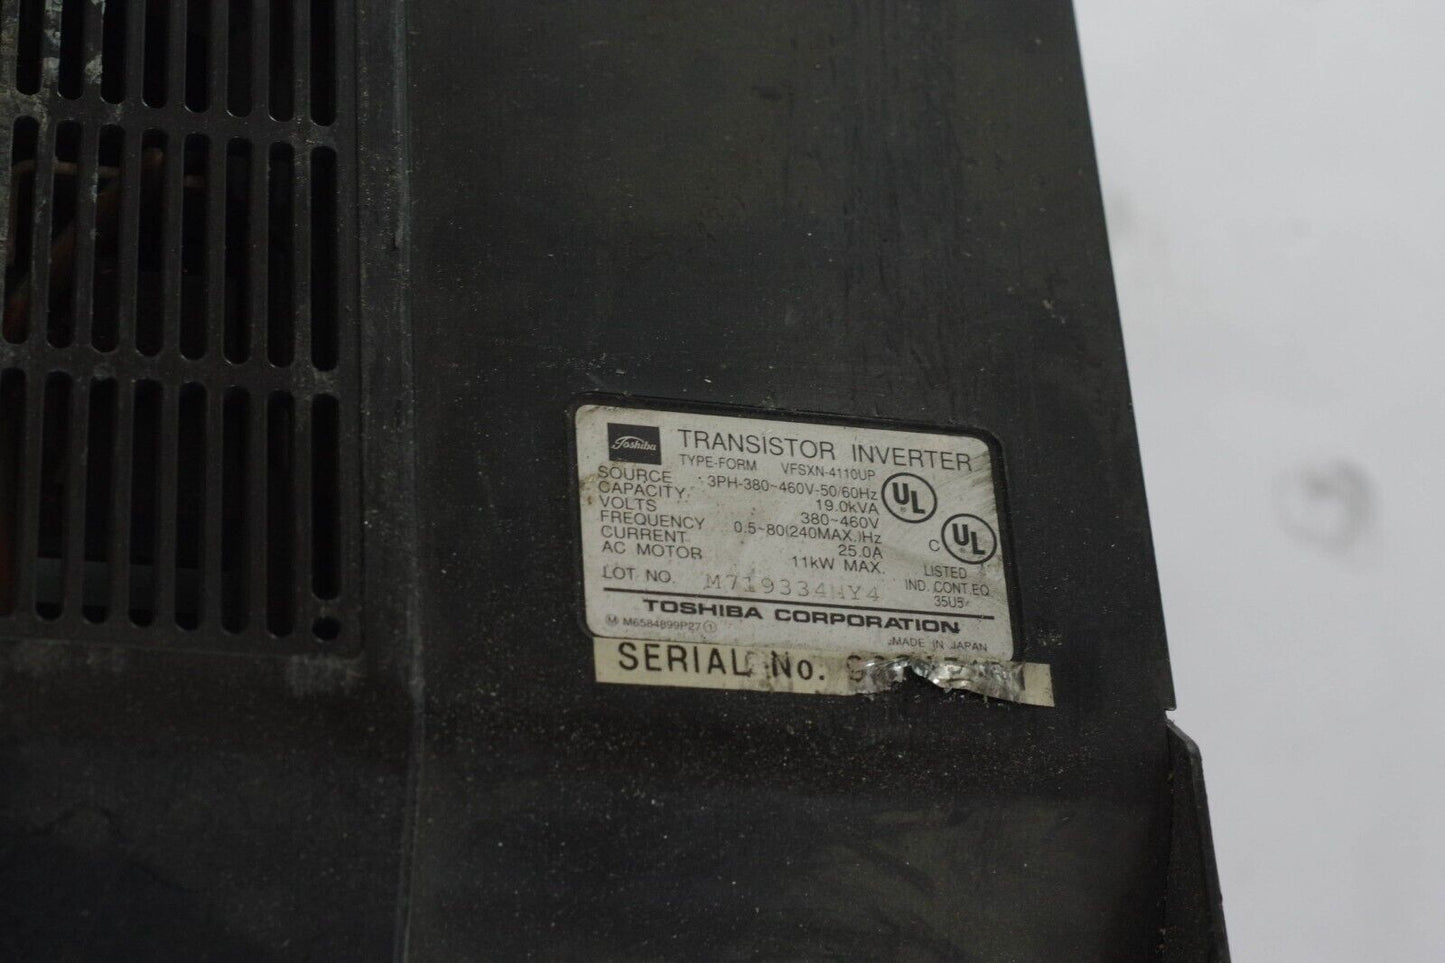 Toshiba TRANSISTOR INVERTER
TYPE-FORM VFSXN-4110UP
SOURCE 3PH-380~460V-50/60Hz
CAPACITY 19.0kVA
VOLTS 380~460V
FREQUENCY 0.5~80(240MAX.)Hz
CURRENT 25.0A
AC MOTOR 11kW MAX.
UL
C UL
LISTED
IND. CONT. EQ.
35U5
LOT NO. M719334HY4
TOSHIBA CORPORATION
Ⓜ M6584899P27①
MADE IN JAPAN
SERIAL No.